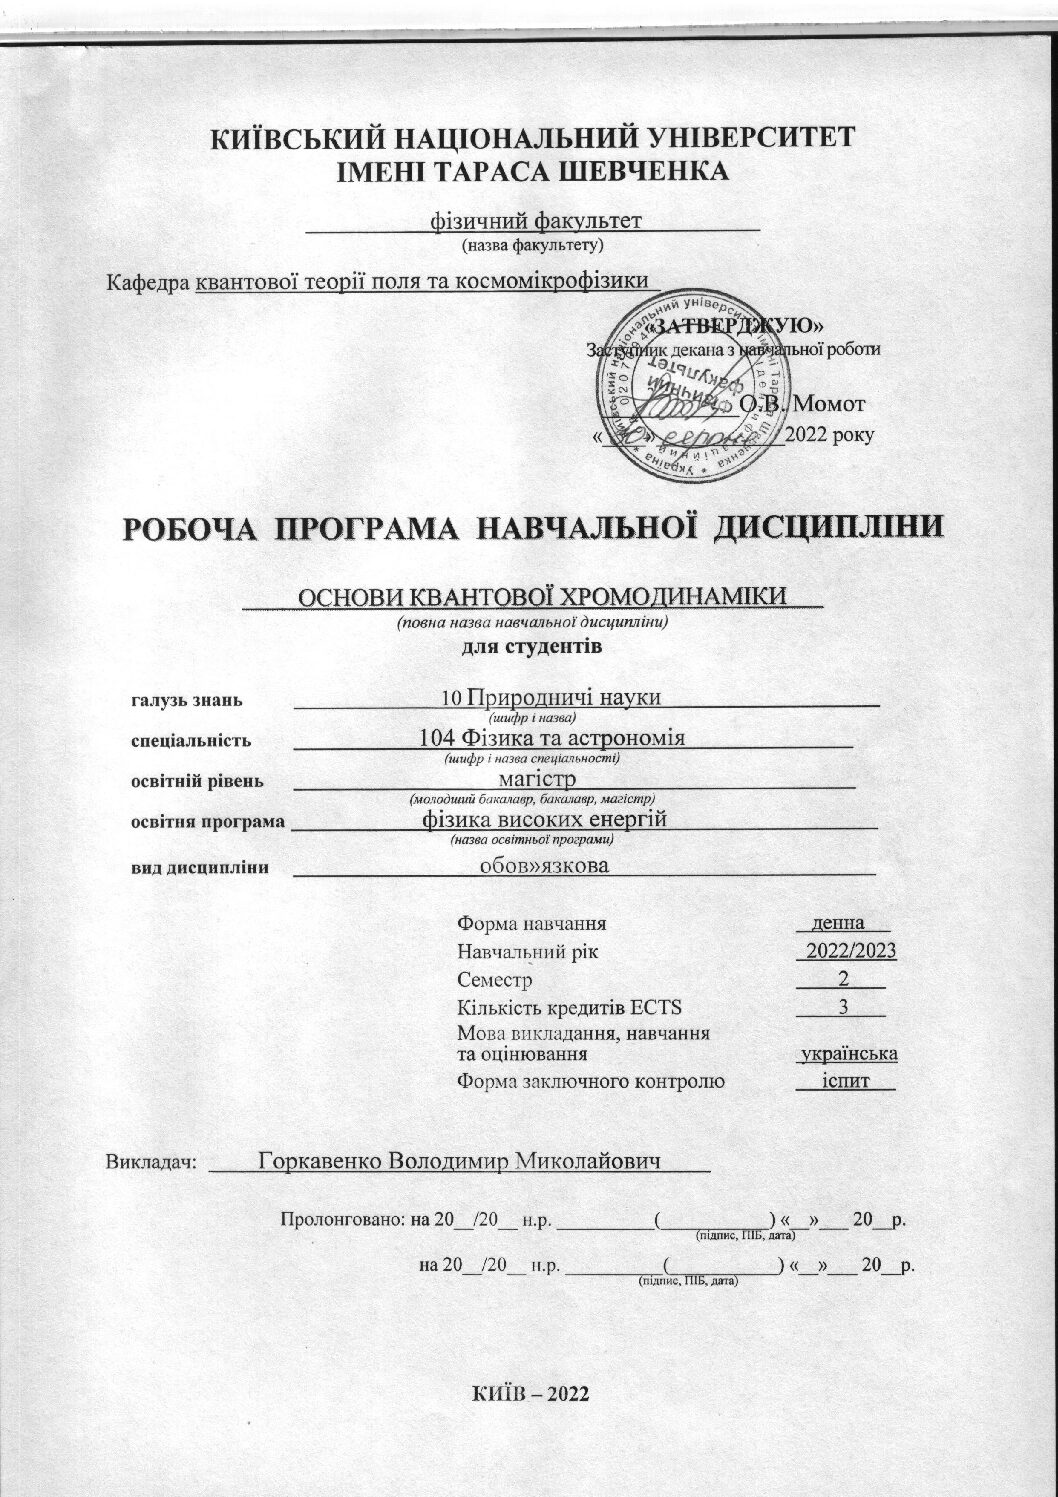 КИЇВСЬКИЙ НАЦІОНАЛЬНИЙ УНІВЕРСИТЕТ
ІМЕНІ ТАРАСА ШЕВЧЕНКА
фізичний факультет
(назва факультету)
Кафедра квантової теорії поля та космомікрофізики
«ЗАТВЕРДЖУЮ»
Заступник декана з навчальної роботи
О.В. Момот
«10» серпня 2022 року
Київський національний університет імені Тараса Шевченка * Україна *
фізичний
факультет
РОБОЧА ПРОГРАМА НАВЧАЛЬНОЇ ДИСЦИПЛІНИ
ОСНОВИ КВАНТОВОЇ ХРОМОДИНАМІКИ
(повна назва навчальної дисципліни)
для студентів
галузь знань 10 Природничі науки
(шифр і назва)
спеціальність 104 Фізика та астрономія
(шифр і назва спеціальності)
освітній рівень магістр
(молодший бакалавр, бакалавр, магістр)
освітня програма фізика високих енергій
(назва освітньої програми)
вид дисципліни обов»язкова
Форма навчання денна
Навчальний рік 2022/2023
Семестр 2
Кількість кредитів ECTS 3
Мова викладання, навчання
та оцінювання українська
Форма заключного контролю іспит
Викладач: Горкавенко Володимир Миколайович
Пролонговано: на 20__/20__ н.р. __________(___________) «__»___ 20__р.
(підпис, ПІБ, дата)
на 20__/20__ н.р. __________(___________) «__»___ 20__р.
(підпис, ПІБ, дата)
КИЇВ – 2022